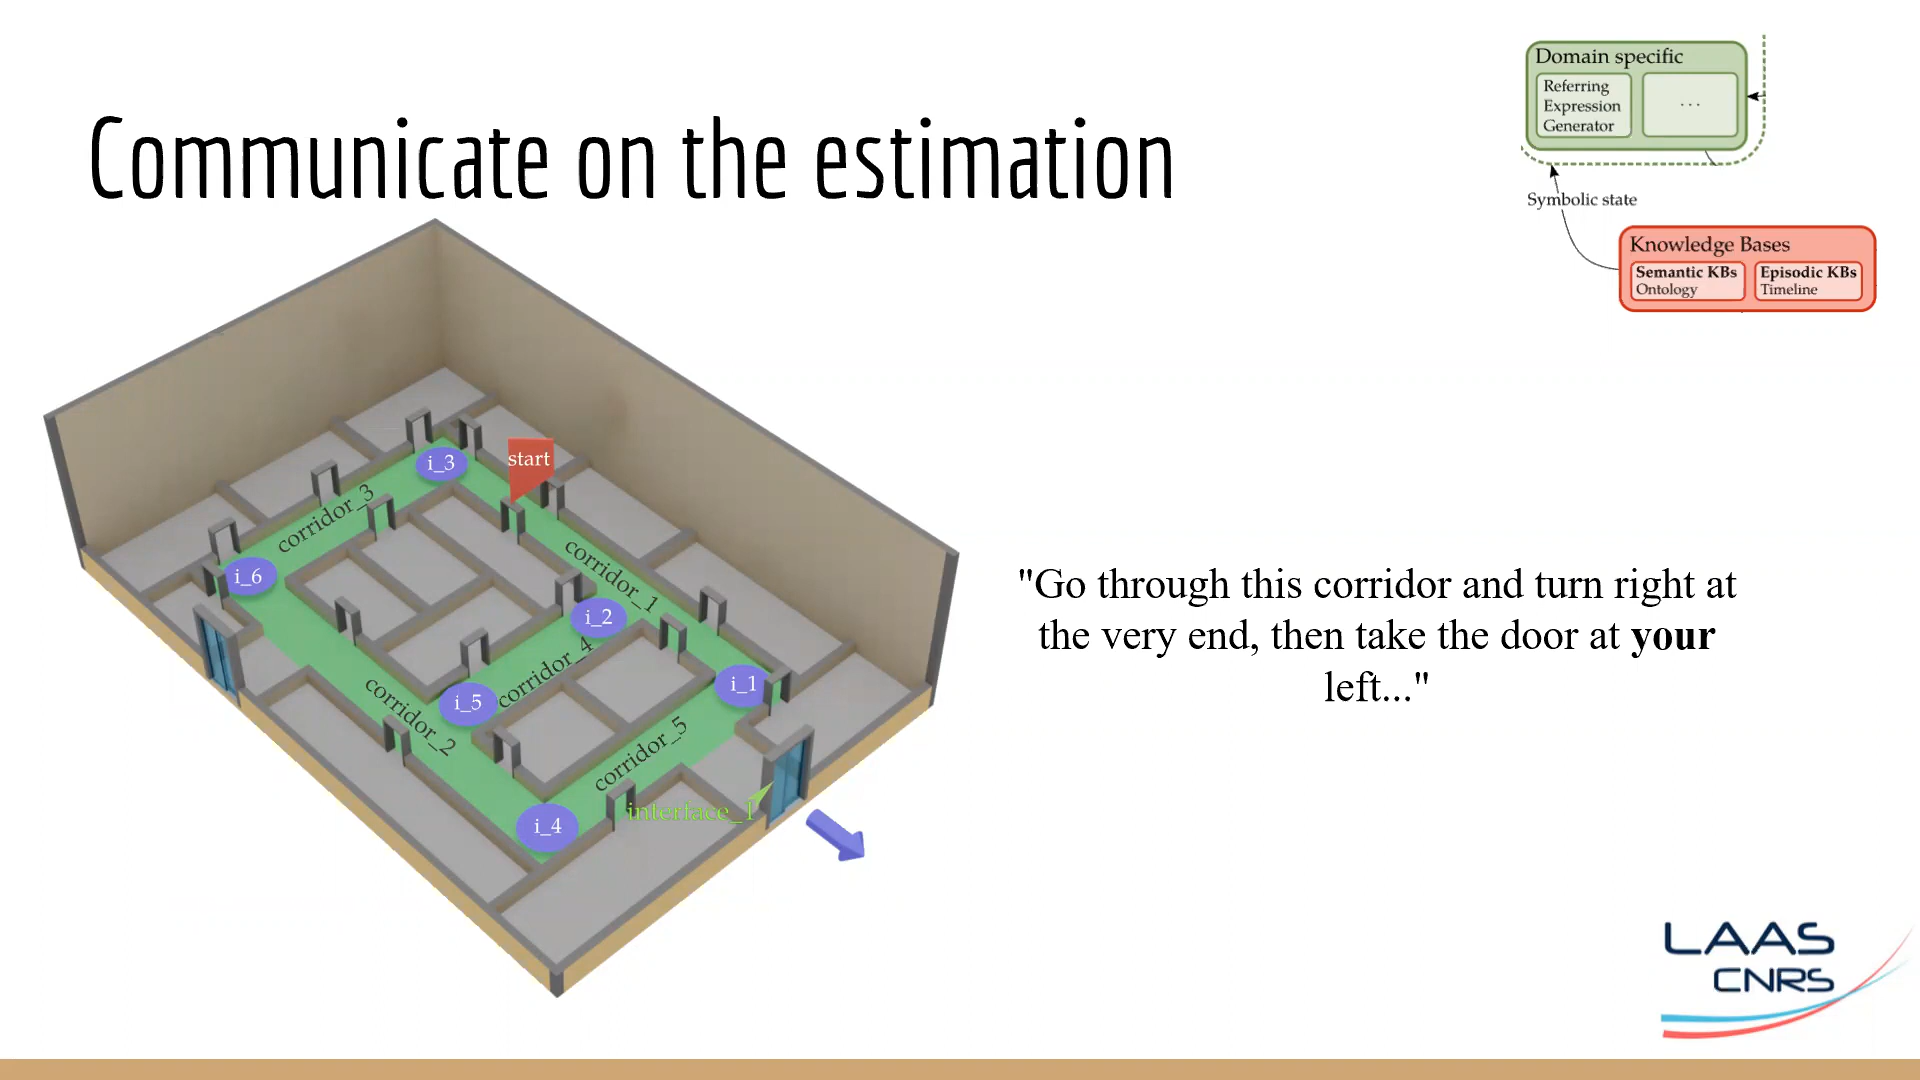 Communicate on the estimation
Domain specific
Referring
Expression
Generator
...
Symbolic state
Knowledge Bases
Semantic KBs
Ontology
Episodic KBs
Timeline
start
i_3
corridor_3
i_6
corridor_1
i_2
corridor_4
i_1
i_5
corridor_2
corridor_5
interface_1
i_4
"Go through this corridor and turn right at
the very end, then take the door at your
left..."
LAAS
CNRS